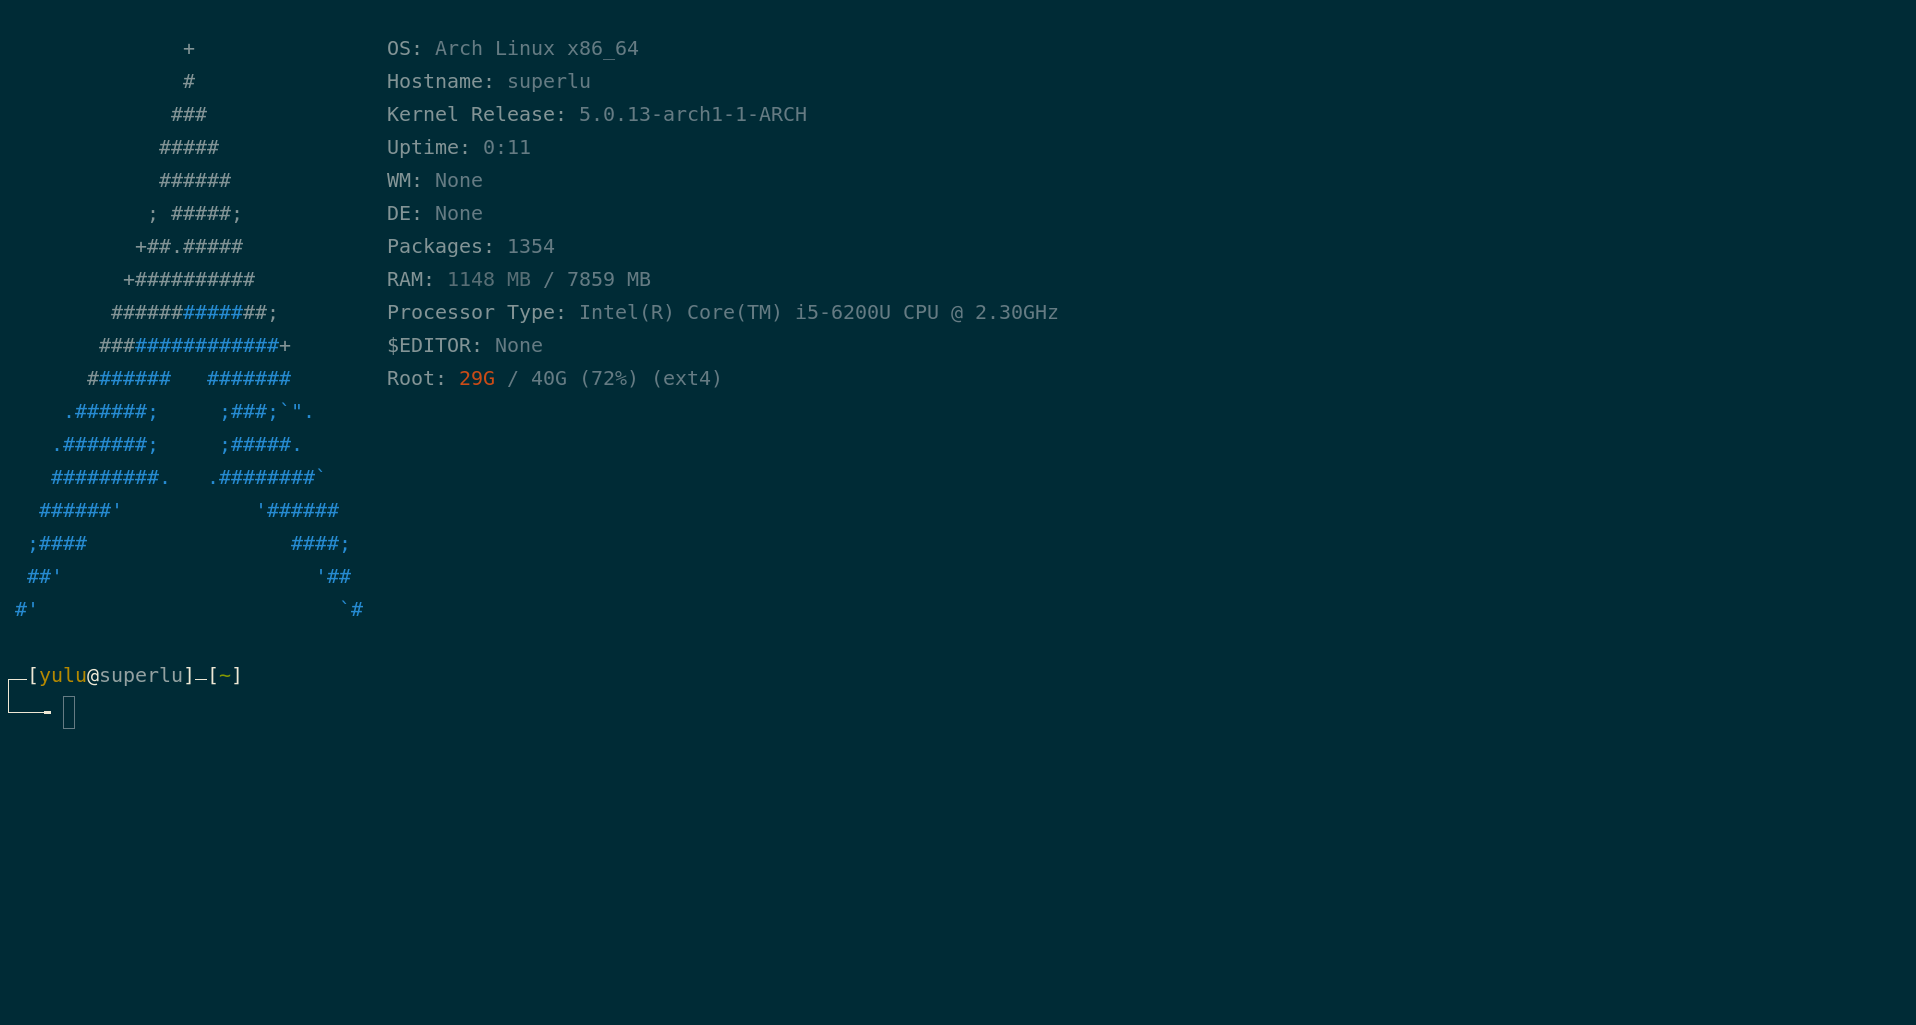 +                OS: Arch Linux x86_64
                #                Hostname: superlu
               ###               Kernel Release: 5.0.13-arch1-1-ARCH
              #####              Uptime: 0:11
              ######             WM: None
             ; #####;            DE: None
            +##.#####            Packages: 1354
           +##########           RAM: 1148 MB / 7859 MB
          #############;         Processor Type: Intel(R) Core(TM) i5-6200U CPU @ 2.30GHz
         ###############+        $EDITOR: None
        #######   #######        Root: 29G / 40G (72%) (ext4)
      .######;     ;###;`".
     .#######;     ;#####.
     #########.   .########`
    ######'           '######
   ;####                 ####;
   ##'                     '##
  #'                         `#
┌─[yulu@superlu]─[~]
└──╼